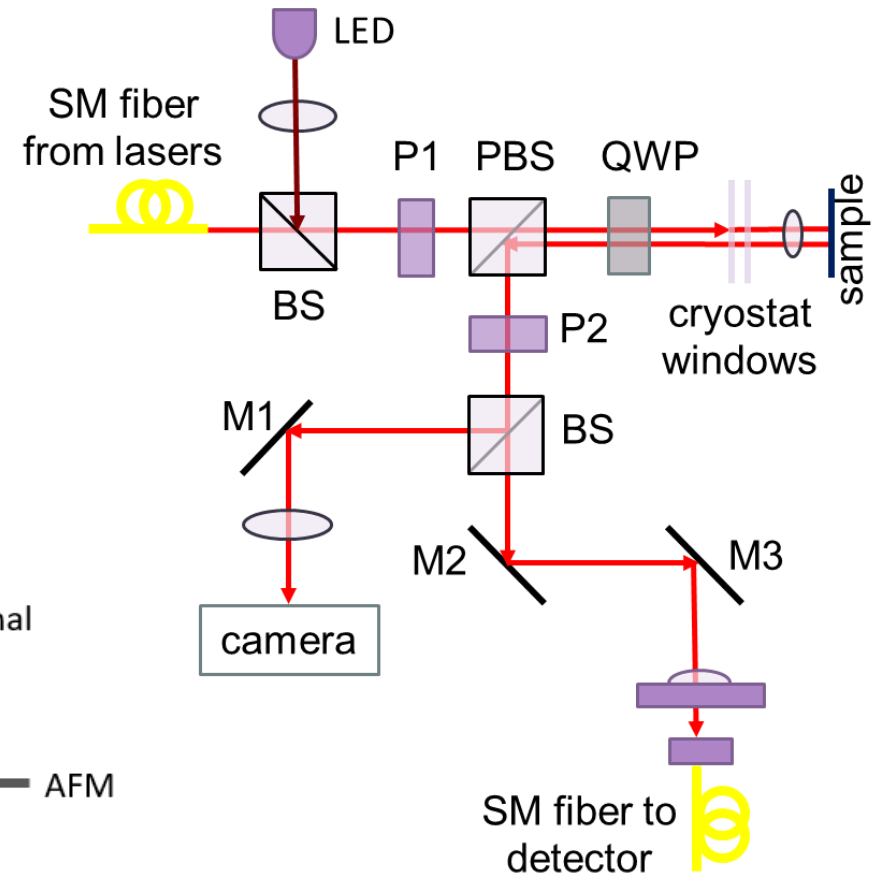 LED
SM fiber
from lasers
P1
PBS
QWP
sample
BS
cryostat
windows
P2
M1
BS
M2
M3
camera
AFM
SM fiber to
detector